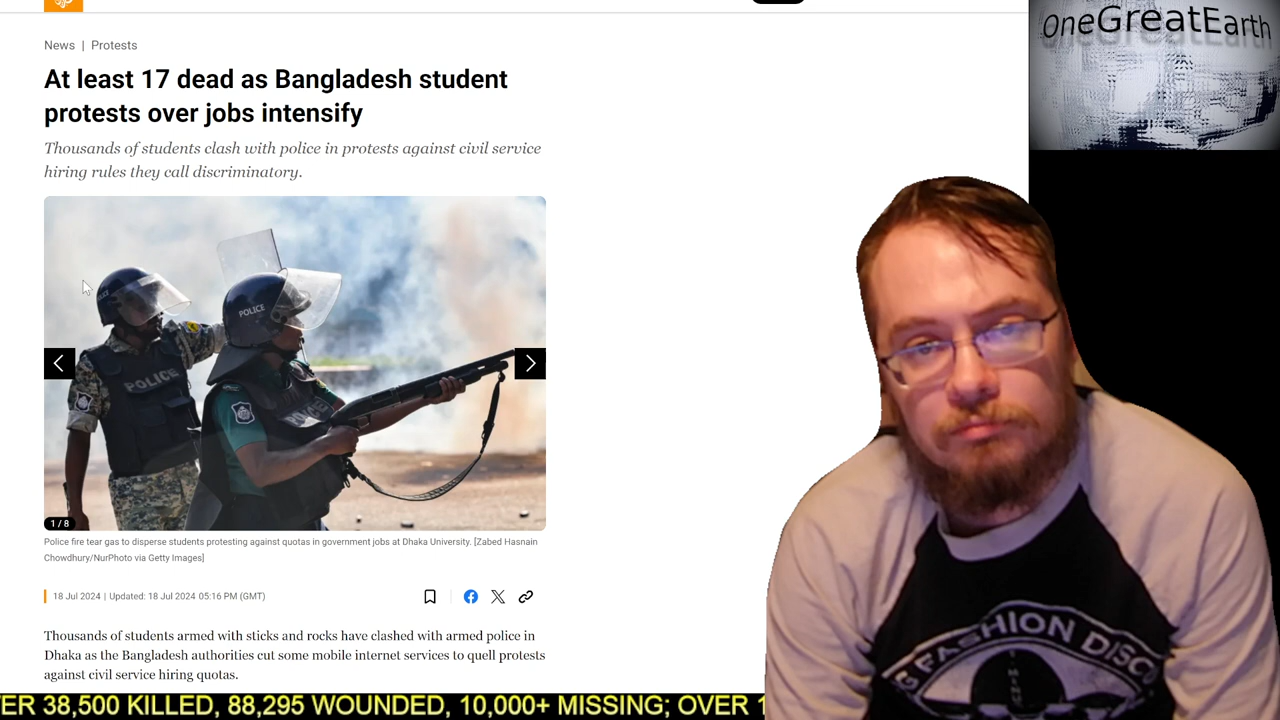 OneGreatEarth
News | Protests
At least 17 dead as Bangladesh student
protests over jobs intensify
Thousands of students clash with police in protests against civil service
hiring rules they call discriminatory.
POLICE
POLICE
POLICE
1 / 8
Police fire tear gas to disperse students protesting against quotas in government jobs at Dhaka University. [Zabed Hasnain
Chowdhury/NurPhoto via Getty Images]
18 Jul 2024 | Updated: 18 Jul 2024 05:16 PM (GMT)
Thousands of students armed with sticks and rocks have clashed with armed police in
Dhaka as the Bangladesh authorities cut some mobile internet services to quell protests
against civil service hiring quotas.
FASHION DISCO
TER 38,500 KILLED, 88,295 WOUNDED, 10,000+ MISSING; OVER 1